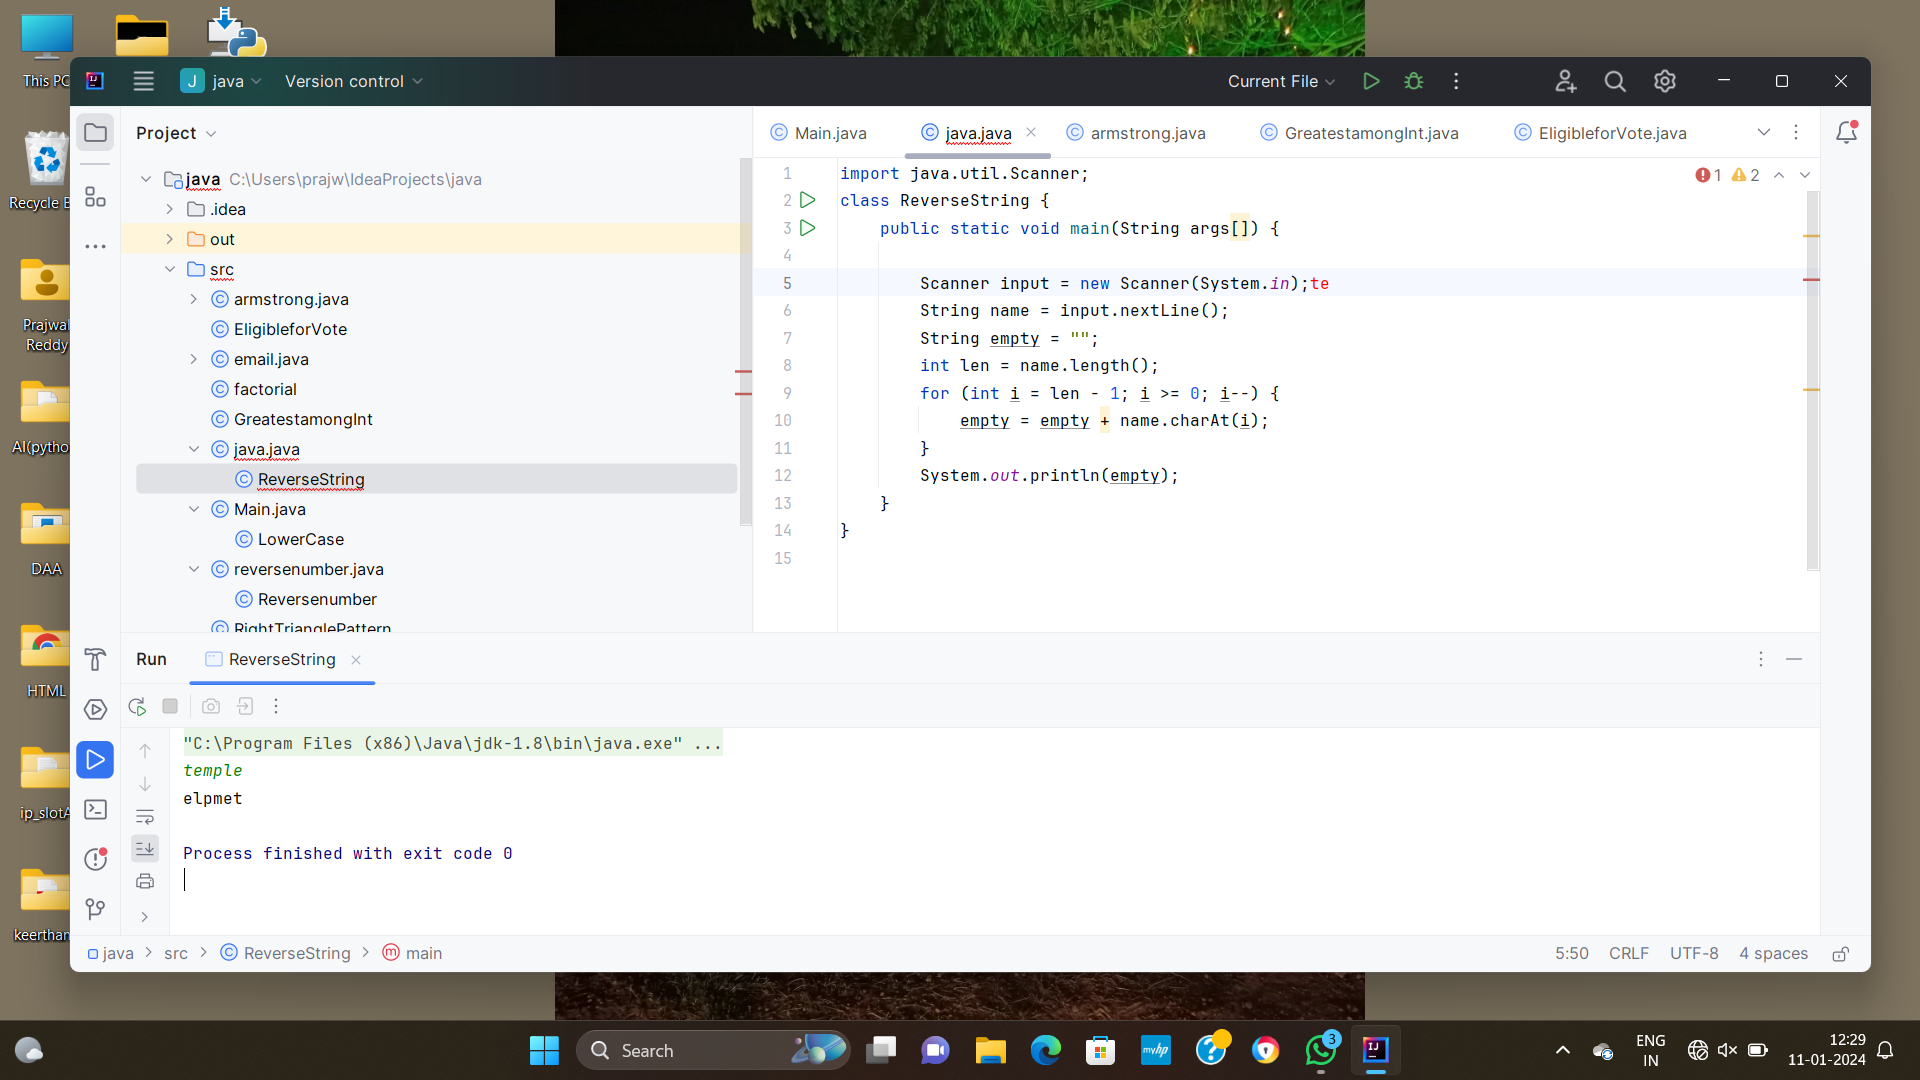 This PC
Recycle B
Prajwal
Reddy
AI(pytho
DAA
HTML
ip_slotA
keerthan
J java Version control
Current File
Project
java C:\Users\prajw\IdeaProjects\java
.idea
out
src
armstrong.java
EligibleforVote
email.java
factorial
GreatestamongInt
java.java
ReverseString
Main.java
LowerCase
reversenumber.java
Reversenumber
RightTrianglePattern
Main.java java.java armstrong.java GreatestamongInt.java EligibleforVote.java
1 2
1 import java.util.Scanner;
2 class ReverseString {
3 public static void main(String args[]) {
4
5 Scanner input = new Scanner(System.in);te
6 String name = input.nextLine();
7 String empty = "";
8 int len = name.length();
9 for (int i = len - 1; i >= 0; i--) {
10 empty = empty + name.charAt(i);
11 }
12 System.out.println(empty);
13 }
14 }
15
Run ReverseString
"C:\Program Files (x86)\Java\jdk-1.8\bin\java.exe" ...
temple
elpmet
Process finished with exit code 0
java > src > ReverseString > main
5:50 CRLF UTF-8 4 spaces
Search
myhp
3
ENG
IN
12:29
11-01-2024